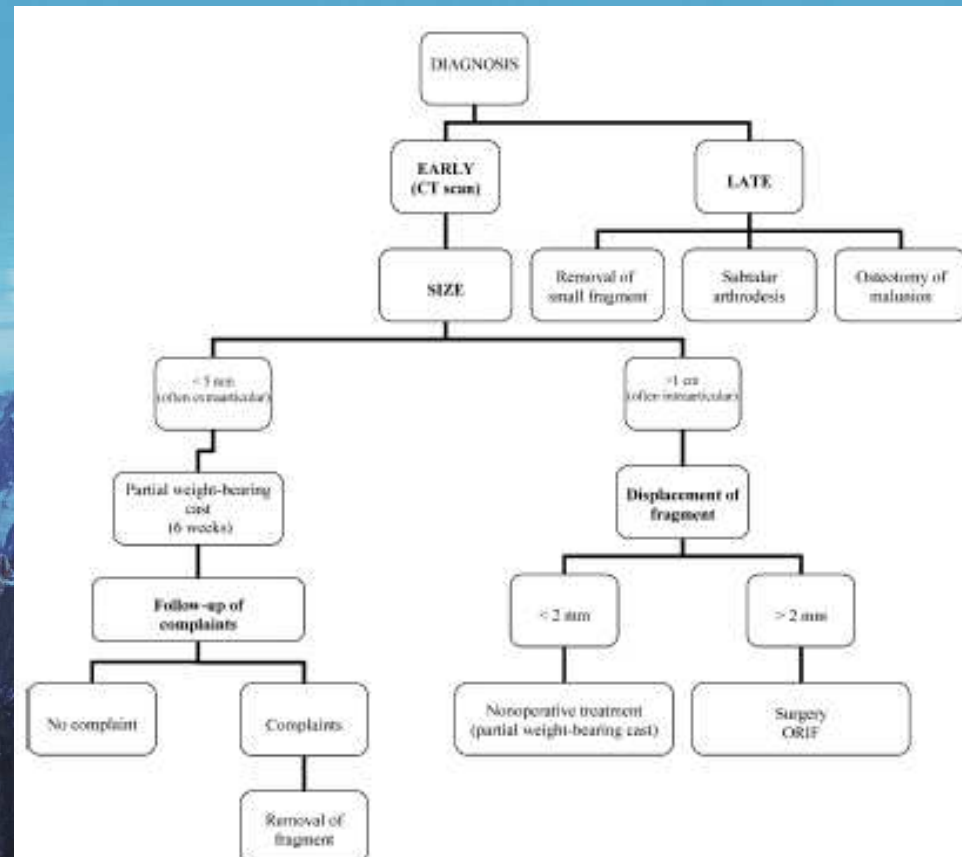 DIAGNOSIS
EARLY
(CT scan)
LATE
SIZE
Removal of
small fragment
Subtalar
arthrodesis
Osteotomy of
malunion
(often extraarticular)
>1 cm
(often intraarticular)
Partial weight-bearing
cast
(6 weeks)
Displacement of
fragment
Follow-up of
complaints
< 2 mm
> 2 mm
No complaint
Complaints
Nonoperative treatment
(partial weight-bearing cast)
Surgery
ORIF
Removal of
fragment